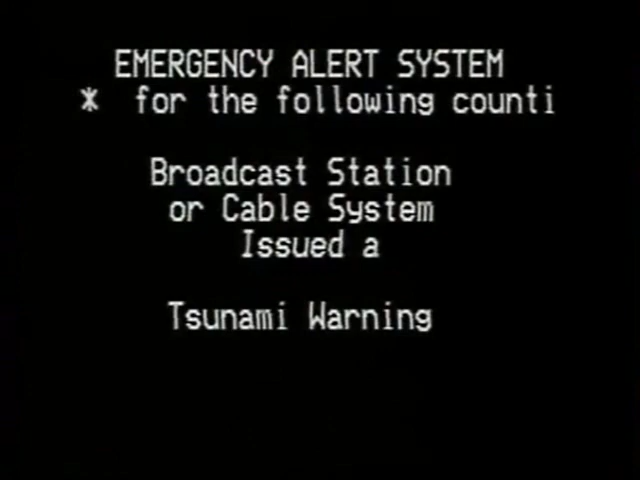 EMERGENCY ALERT SYSTEM
* for the following counti
Broadcast Station
or Cable System
Issued a
Tsunami Warning